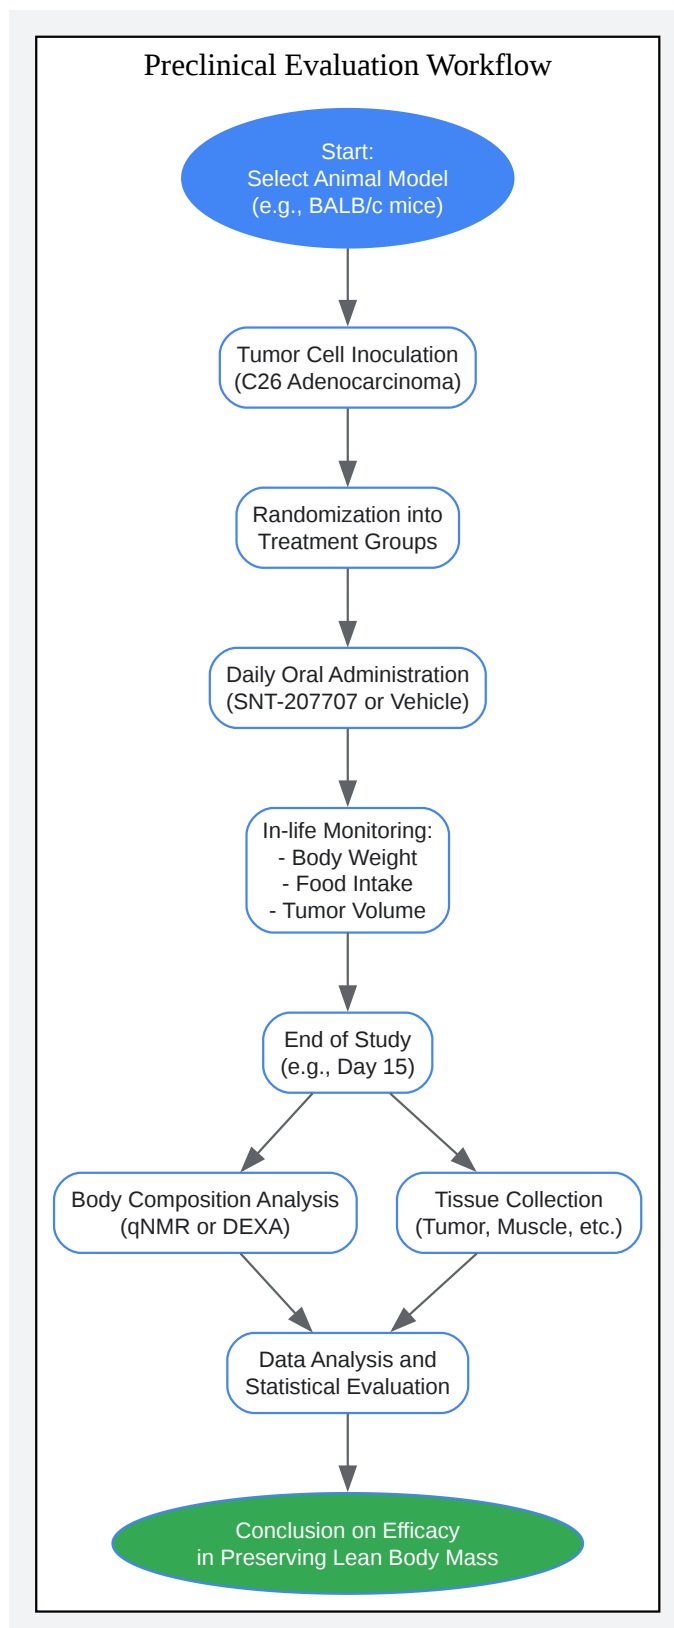 Preclinical Evaluation Workflow
Start:
Select Animal Model
(e.g., BALB/c mice)
Tumor Cell Inoculation
(C26 Adenocarcinoma)
Randomization into
Treatment Groups
Daily Oral Administration
(SNT-207707 or Vehicle)
In-life Monitoring:
- Body Weight
- Food Intake
- Tumor Volume
End of Study
(e.g., Day 15)
Body Composition Analysis
(qNMR or DEXA)
Tissue Collection
(Tumor, Muscle, etc.)
Data Analysis and
Statistical Evaluation
Conclusion on Efficacy
in Preserving Lean Body Mass